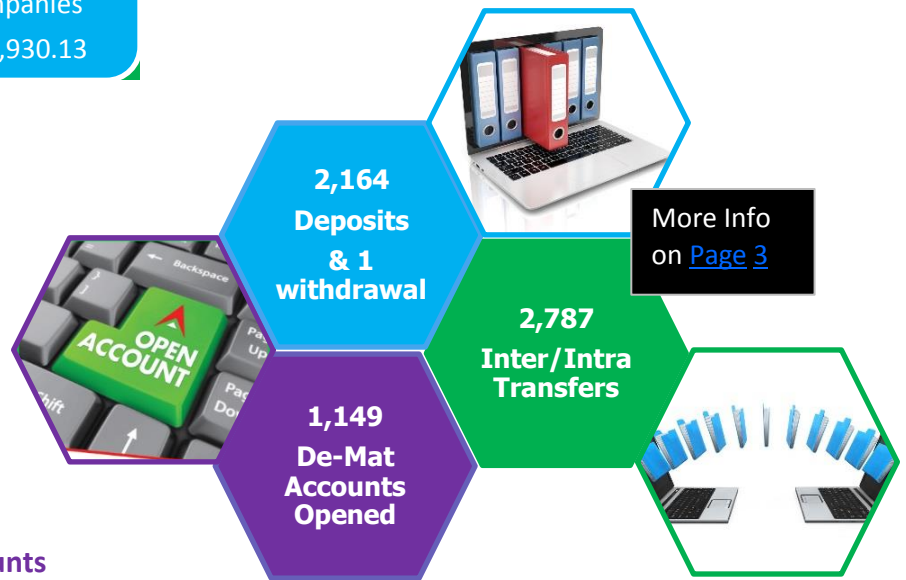 ,930.13
2,164
Deposits
& 1
withdrawal
More Info
on Page 3
← Backspace
OPEN
ACCOUNT
2,787
Inter/Intra
Transfers
1,149
De-Mat
Accounts
Opened